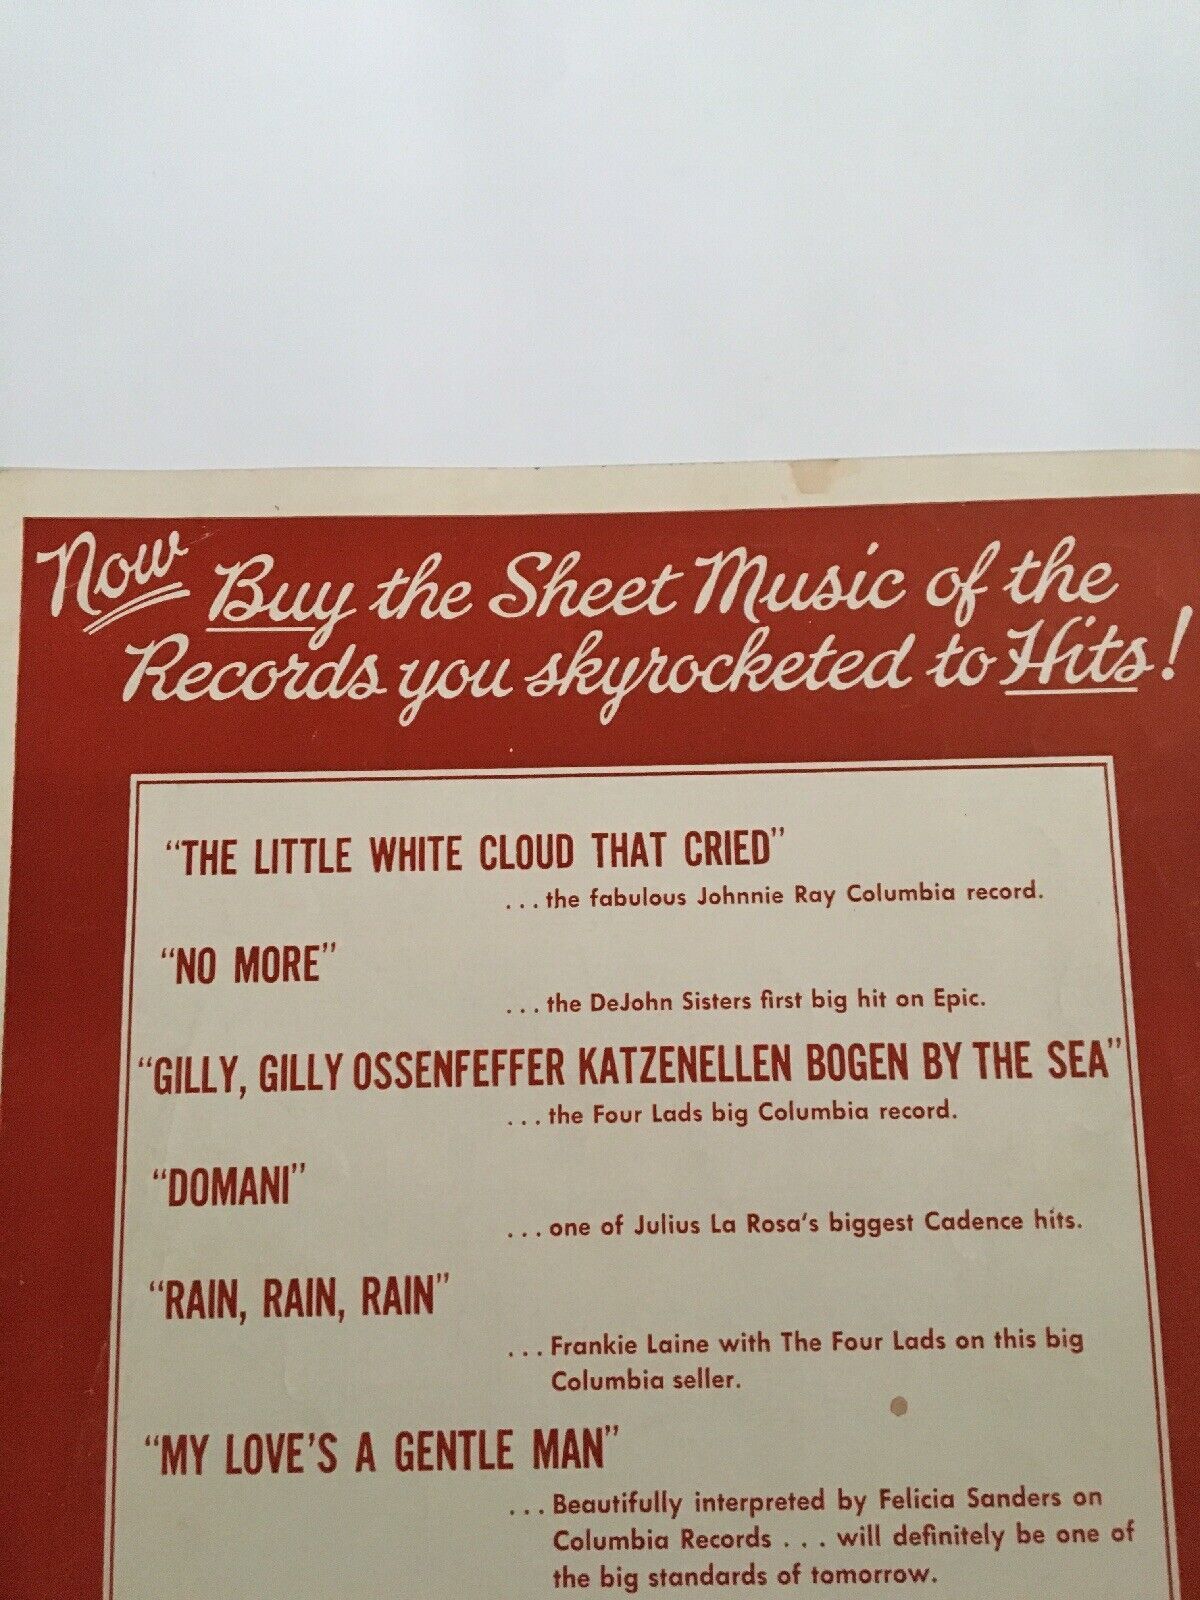 Now Buy the Sheet Music of the
Records you skyrocketed to Hits!
"THE LITTLE WHITE CLOUD THAT CRIED"
...the fabulous Johnnie Ray Columbia record.
"NO MORE"
...the DeJohn Sisters first big hit on Epic.
"GILLY, GILLY OSSENFEFFER KATZENELLEN BOGEN BY THE SEA"
...the Four Lads big Columbia record.
"DOMANI"
...one of Julius La Rosa's biggest Cadence hits.
"RAIN, RAIN, RAIN"
...Frankie Laine with The Four Lads on this big
Columbia seller.
"MY LOVE'S A GENTLE MAN"
...Beautifully interpreted by Felicia Sanders on
Columbia Records ... will definitely be one of
the big standards of tomorrow.